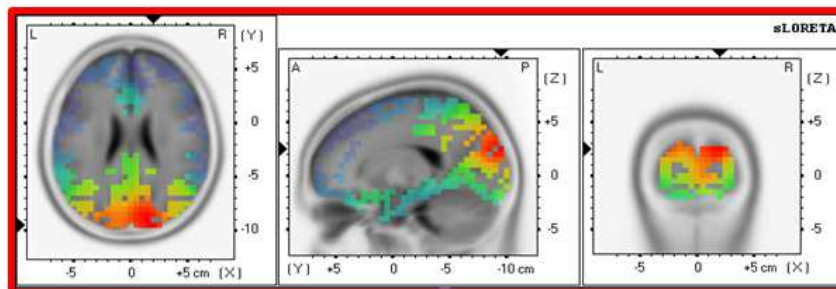 sLORETA
L R (Y)
+5
0
-5
-10
-5 0 +5 cm (X)
A P (Z)
+5
0
-5
(Y) +5 0 -5 -10 cm
L R (Z)
+5
0
-5
-5 0 +5 cm (X)